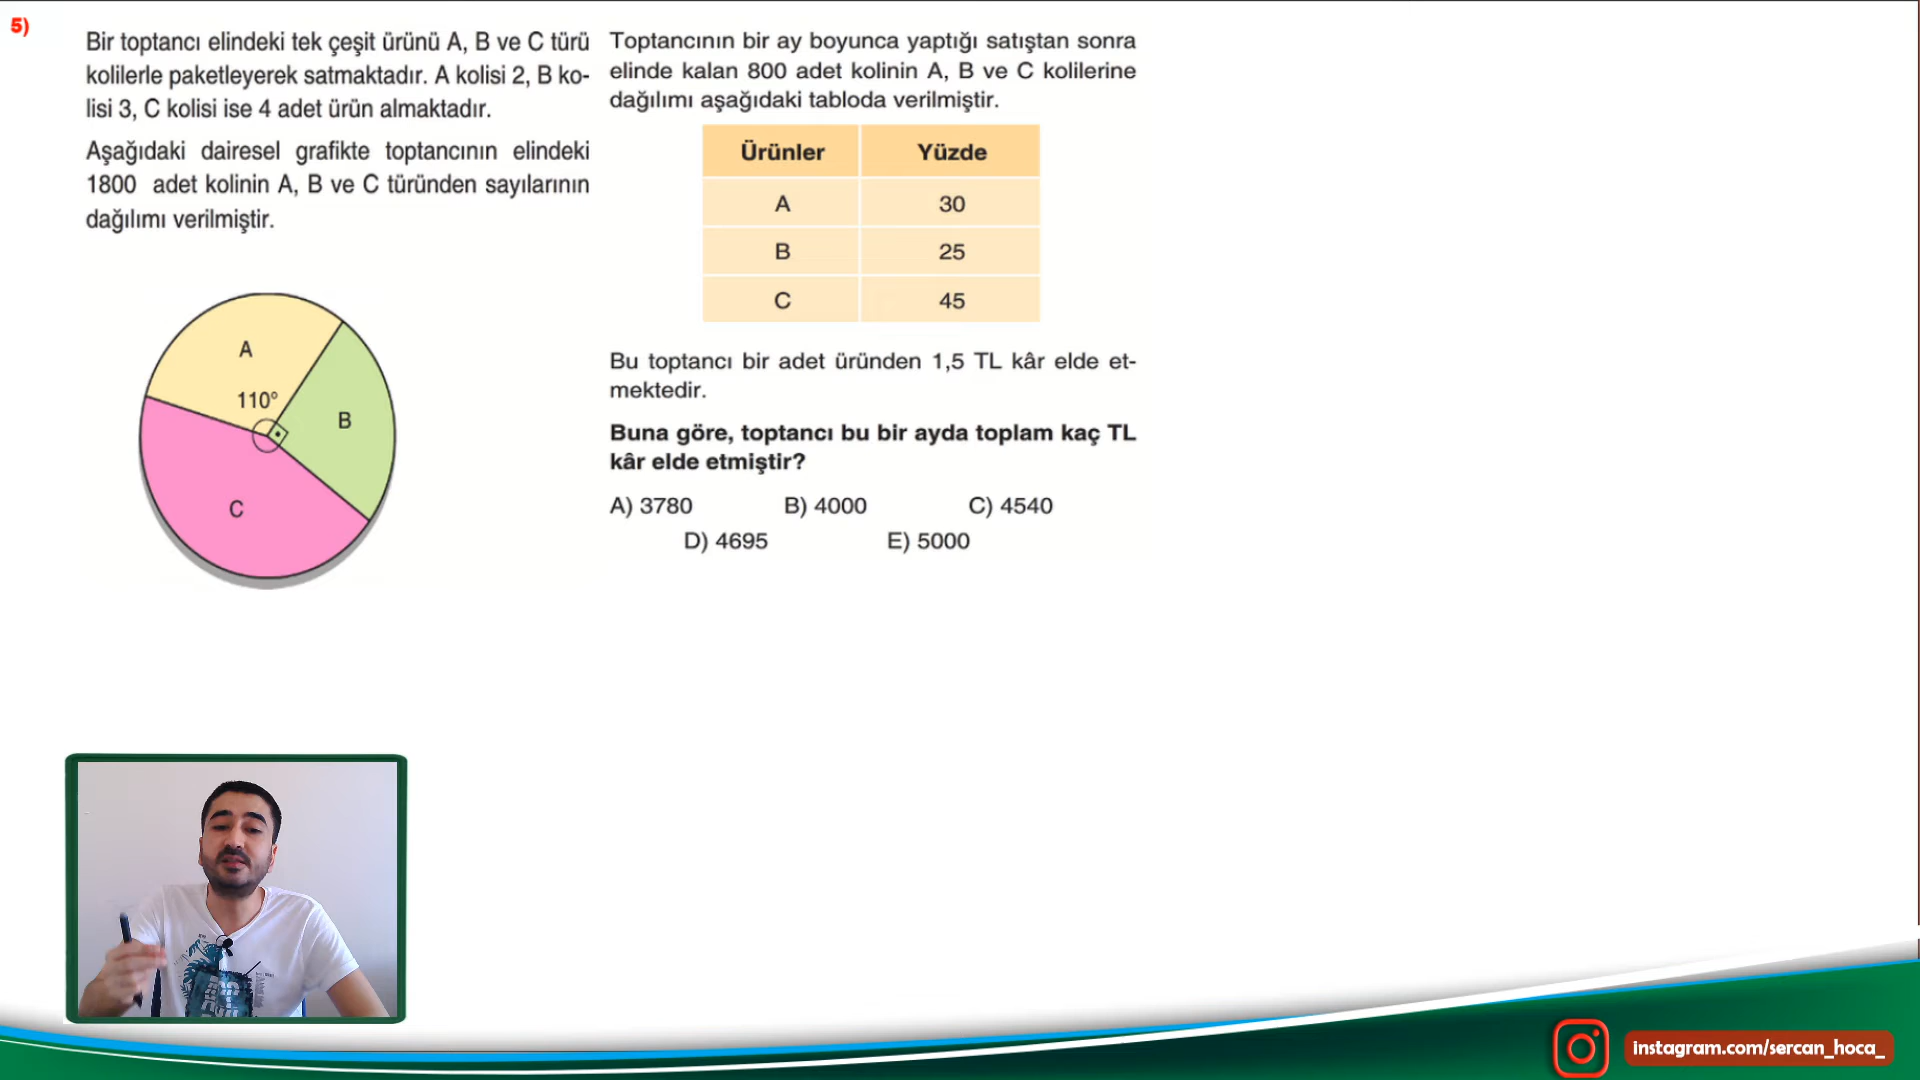 5)
Bir toptancı elindeki tek çeşit ürünü A, B ve C türü
kolilerle paketleyerek satmaktadır. A kolisi 2, B ko-
lisi 3, C kolisi ise 4 adet ürün almaktadır.
Aşağıdaki dairesel grafikte toptancının elindeki
1800 adet kolinin A, B ve C türünden sayılarının
dağılımı verilmiştir.
A
110°
B
C
Toptancının bir ay boyunca yaptığı satıştan sonra
elinde kalan 800 adet kolinin A, B ve C kolilerine
dağılımı aşağıdaki tabloda verilmiştir.
Ürünler Yüzde
A 30
B 25
C 45
Bu toptancı bir adet üründen 1,5 TL kâr elde et-
mektedir.
Buna göre, toptancı bu bir ayda toplam kaç TL
kâr elde etmiştir?
A) 3780 B) 4000 C) 4540
D) 4695 E) 5000
instagram.com/sercan_hoca_